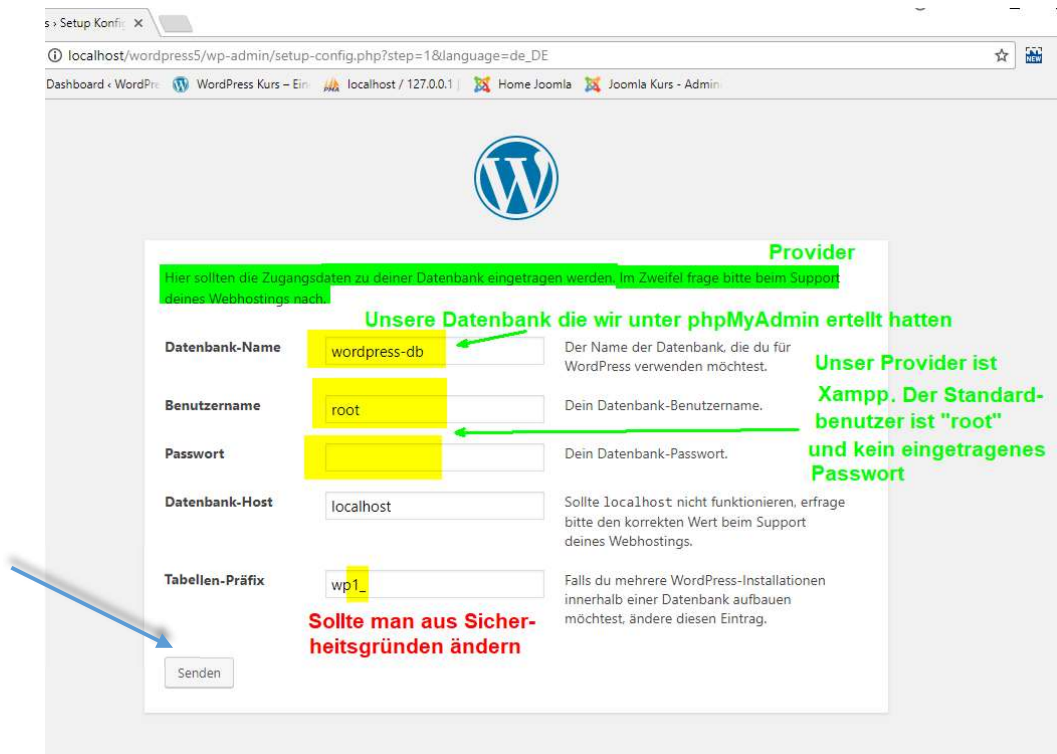 s › Setup Konfi
localhost/wordpress5/wp-admin/setup-config.php?step=1&language=de_DE
NEW
Dashboard ‹ WordPre WordPress Kurs – Ein localhost / 127.0.0.1 | Home Joomla Joomla Kurs - Admin
Provider
Hier sollten die Zugangsdaten zu deiner Datenbank eingetragen werden. Im Zweifel frage bitte beim Support
deines Webhostings nach.
Unsere Datenbank die wir unter phpMyAdmin ertellt hatten
Datenbank-Name
wordpress-db
Der Name der Datenbank, die du für
WordPress verwenden möchtest.
Unser Provider ist
Xampp. Der Standard-
benutzer ist "root"
und kein eingetragenes
Passwort
Benutzername
root
Dein Datenbank-Benutzername.
Passwort
Dein Datenbank-Passwort.
Datenbank-Host
localhost
Sollte localhost nicht funktionieren, erfrage
bitte den korrekten Wert beim Support
deines Webhostings.
Tabellen-Präfix
wp1_
Falls du mehrere WordPress-Installationen
innerhalb einer Datenbank aufbauen
möchtest, ändere diesen Eintrag.
Sollte man aus Sicher-
heitsgründen ändern
Senden